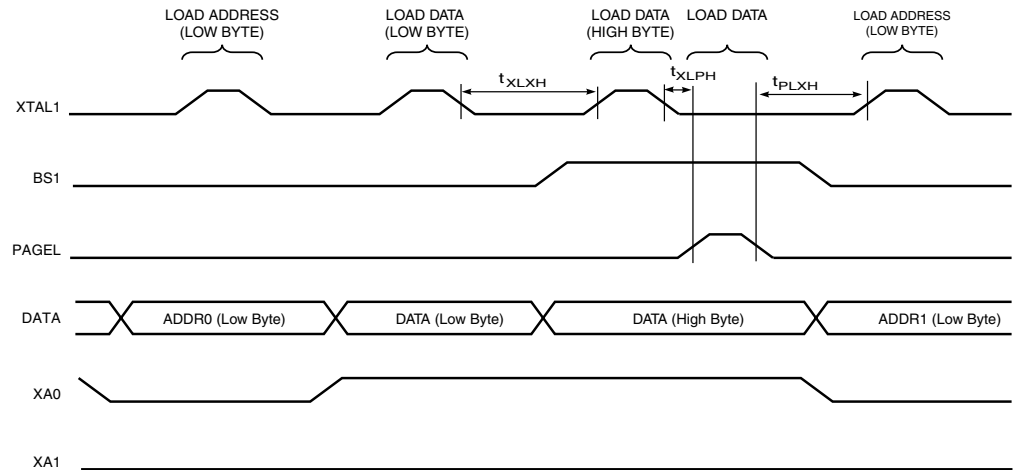 LOAD ADDRESS
(LOW BYTE)
LOAD DATA
(LOW BYTE)
LOAD DATA
(HIGH BYTE)
LOAD DATA
LOAD ADDRESS
(LOW BYTE)
tXLXH
tXLPH
tPLXH
XTAL1
BS1
PAGEL
DATA
ADDR0 (Low Byte)
DATA (Low Byte)
DATA (High Byte)
ADDR1 (Low Byte)
XA0
XA1